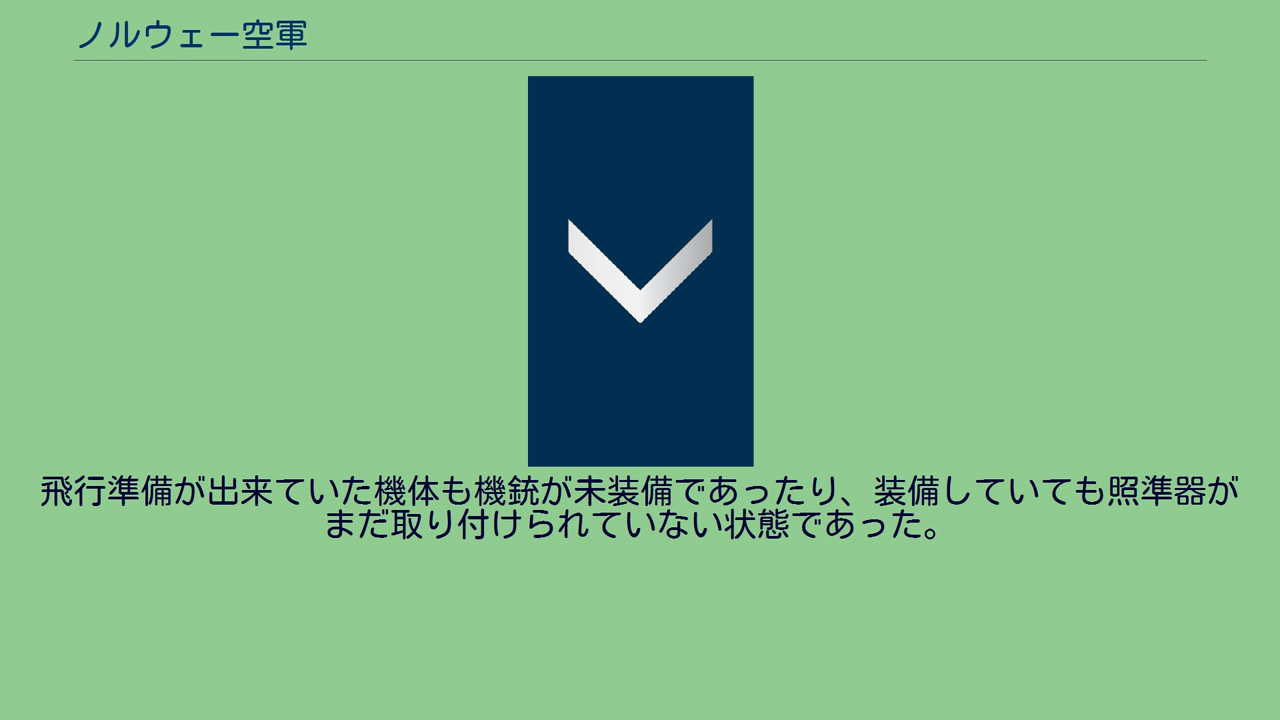 ノルウェー空軍
飛行準備が出来ていた機体も機銃が未装備であったり、装備していても照準器が
まだ取り付けられていない状態であった。